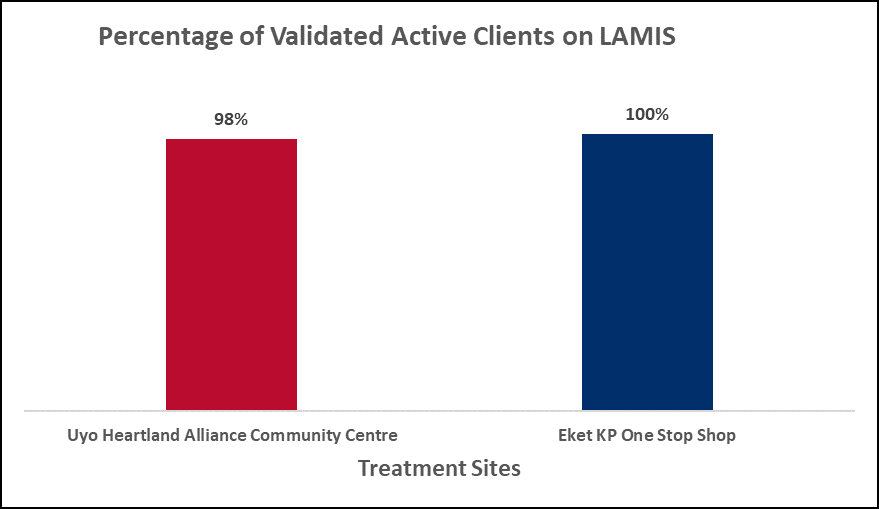 Percentage of Validated Active Clients on LAMIS
98%
100%
Uyo Heartland Alliance Community Centre
Eket KP One Stop Shop
Treatment Sites